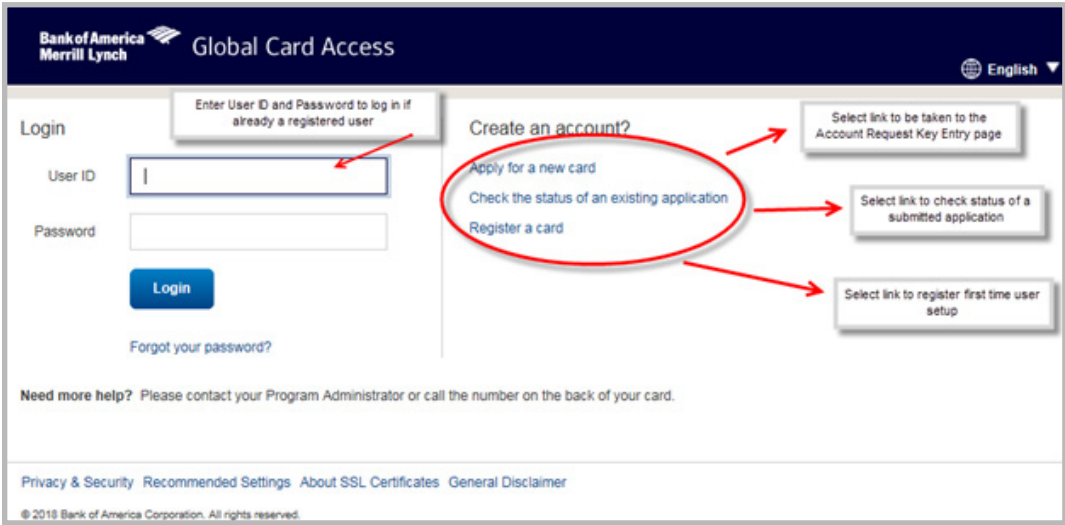 Bank of America
Merrill Lynch
Global Card Access
English
Enter User ID and Password to log in if
already a registered user
Login
User ID
Password
Login
Forgot your password?
Create an account?
Apply for a new card
Check the status of an existing application
Register a card
Select link to be taken to the
Account Request Key Entry page
Select link to check status of a
submitted application
Select link to register first time user
setup
Need more help? Please contact your Program Administrator or call the number on the back of your card.
Privacy & Security Recommended Settings About SSL Certificates General Disclaimer
© 2018 Bank of America Corporation. All rights reserved.